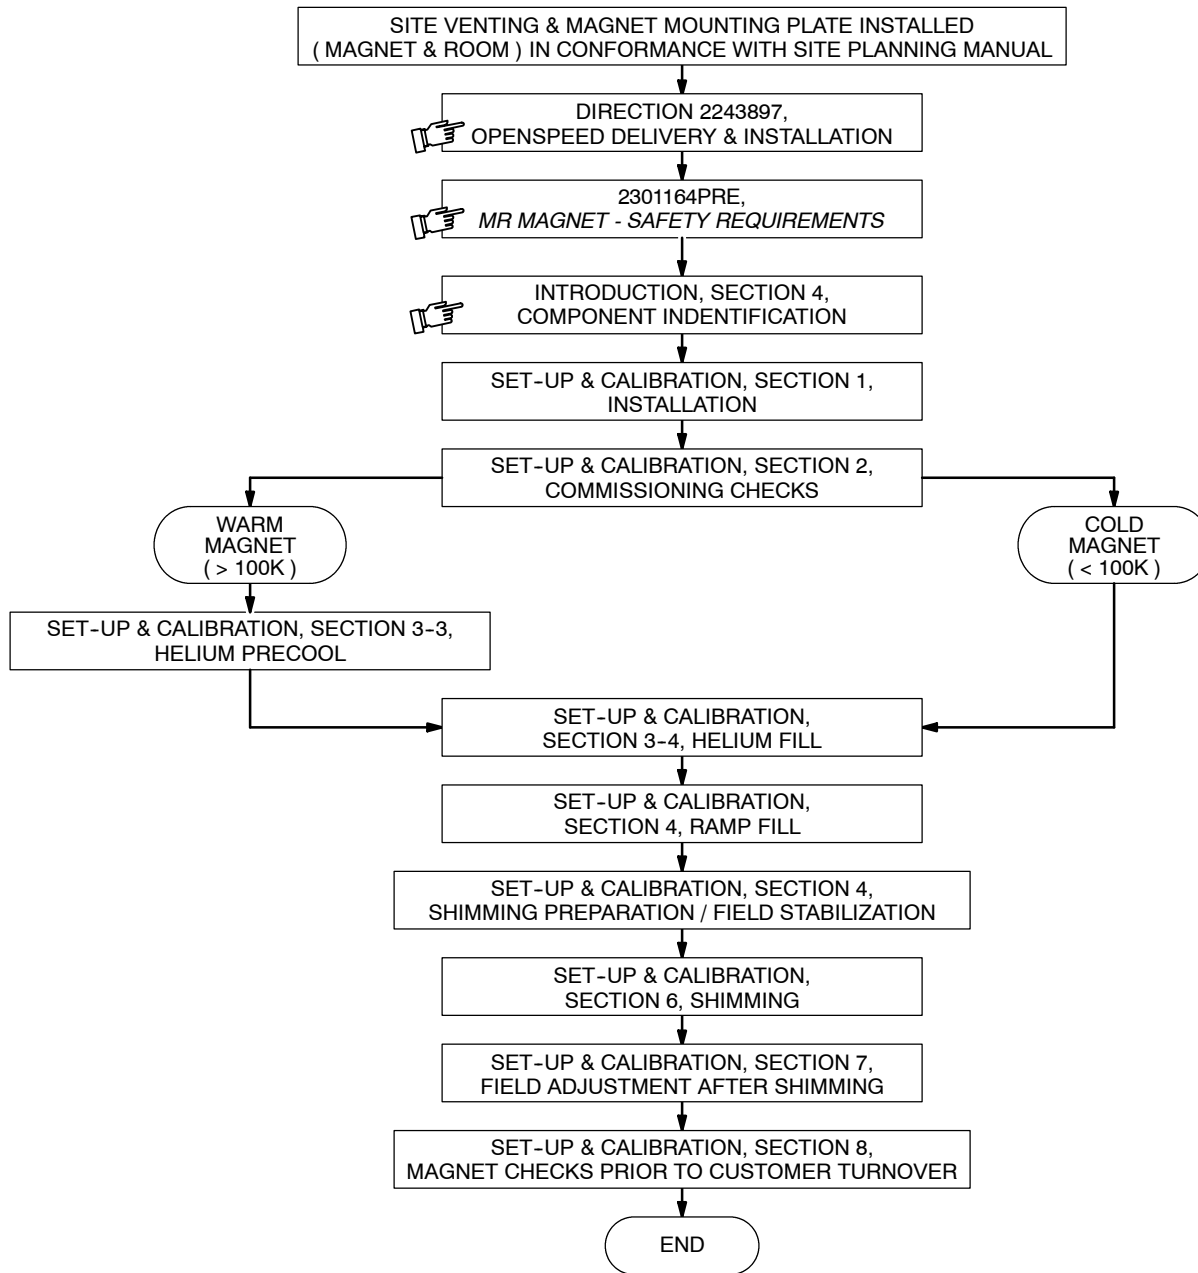 SITE VENTING & MAGNET MOUNTING PLATE INSTALLED
( MAGNET & ROOM ) IN CONFORMANCE WITH SITE PLANNING MANUAL
DIRECTION 2243897,
OPENSPEED DELIVERY & INSTALLATION
2301164PRE,
MR MAGNET - SAFETY REQUIREMENTS
INTRODUCTION, SECTION 4,
COMPONENT INDENTIFICATION
SET-UP & CALIBRATION, SECTION 1,
INSTALLATION
SET-UP & CALIBRATION, SECTION 2,
COMMISSIONING CHECKS
WARM
MAGNET
( > 100K )
COLD
MAGNET
( < 100K )
SET-UP & CALIBRATION, SECTION 3-3,
HELIUM PRECOOL
SET-UP & CALIBRATION,
SECTION 3-4, HELIUM FILL
SET-UP & CALIBRATION,
SECTION 4, RAMP FILL
SET-UP & CALIBRATION, SECTION 4,
SHIMMING PREPARATION / FIELD STABILIZATION
SET-UP & CALIBRATION,
SECTION 6, SHIMMING
SET-UP & CALIBRATION, SECTION 7,
FIELD ADJUSTMENT AFTER SHIMMING
SET-UP & CALIBRATION, SECTION 8,
MAGNET CHECKS PRIOR TO CUSTOMER TURNOVER
END